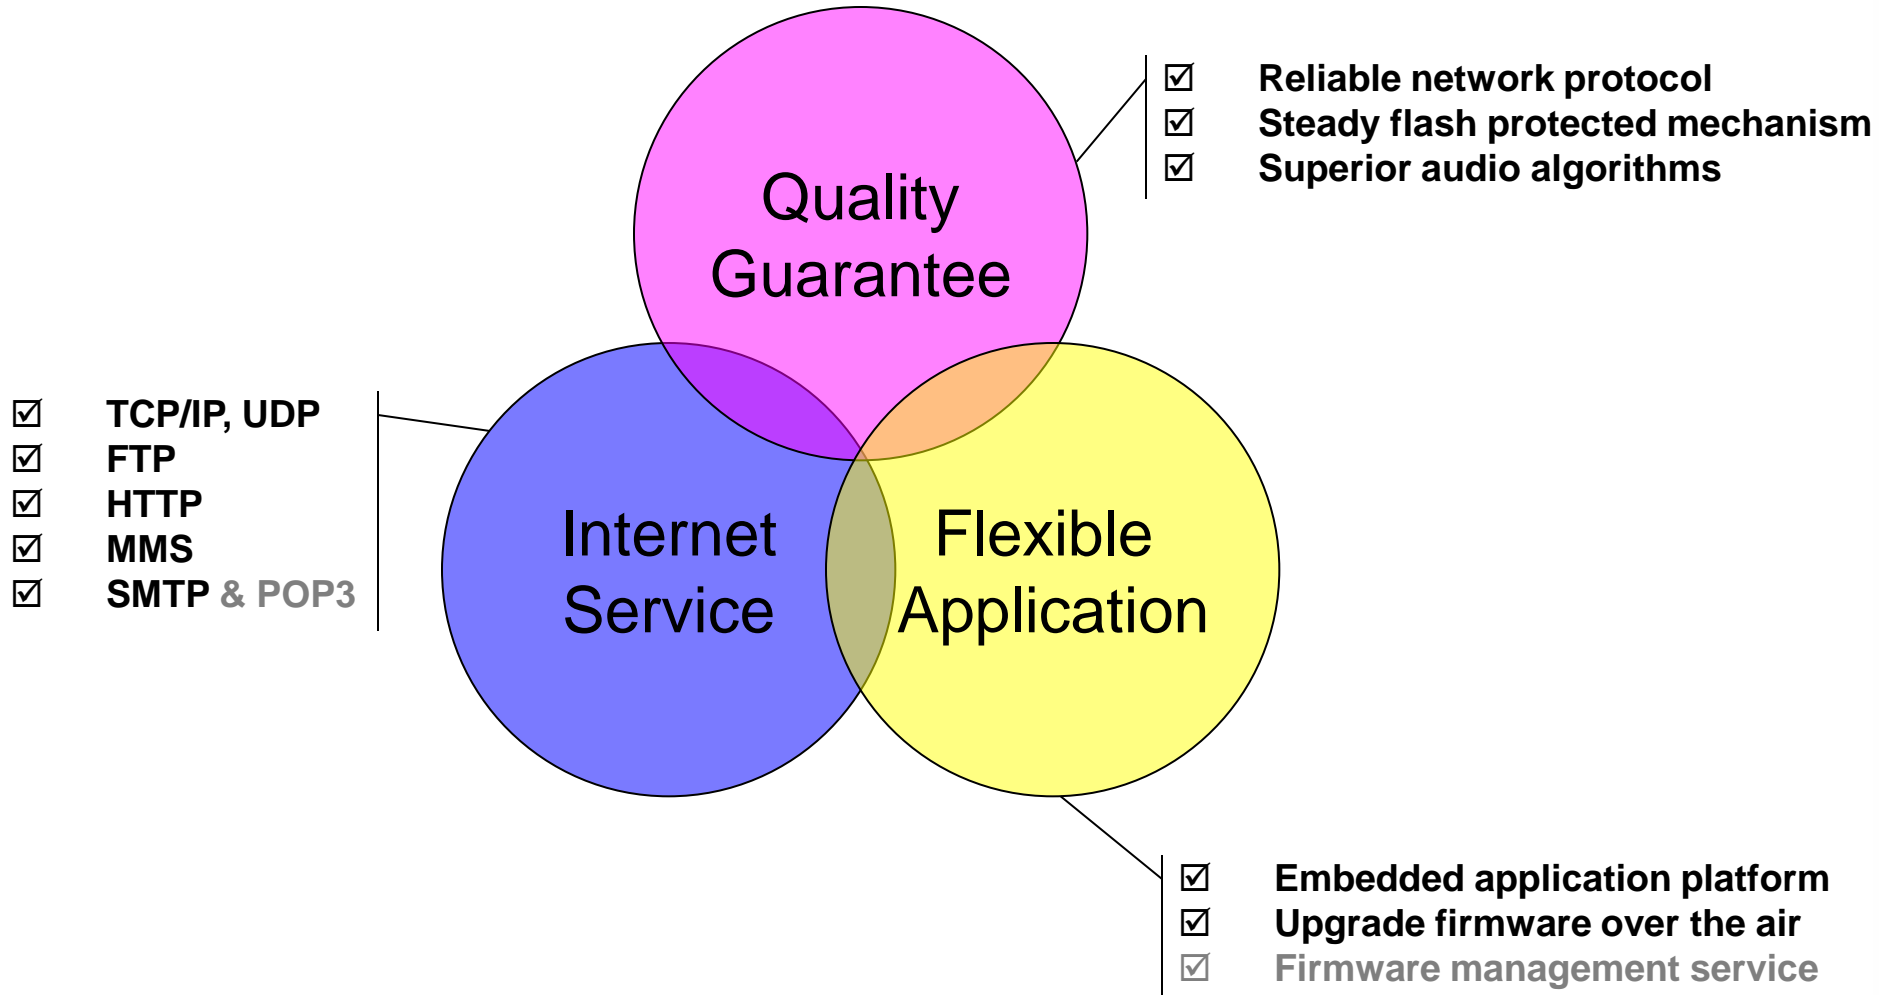 ☑ Reliable network protocol
☑ Steady flash protected mechanism
☑ Superior audio algorithms
Quality
Guarantee
☑ TCP/IP, UDP
☑ FTP
☑ HTTP
☑ MMS
☑ SMTP & POP3
Internet
Service
Flexible
Application
☑ Embedded application platform
☑ Upgrade firmware over the air
☑ Firmware management service